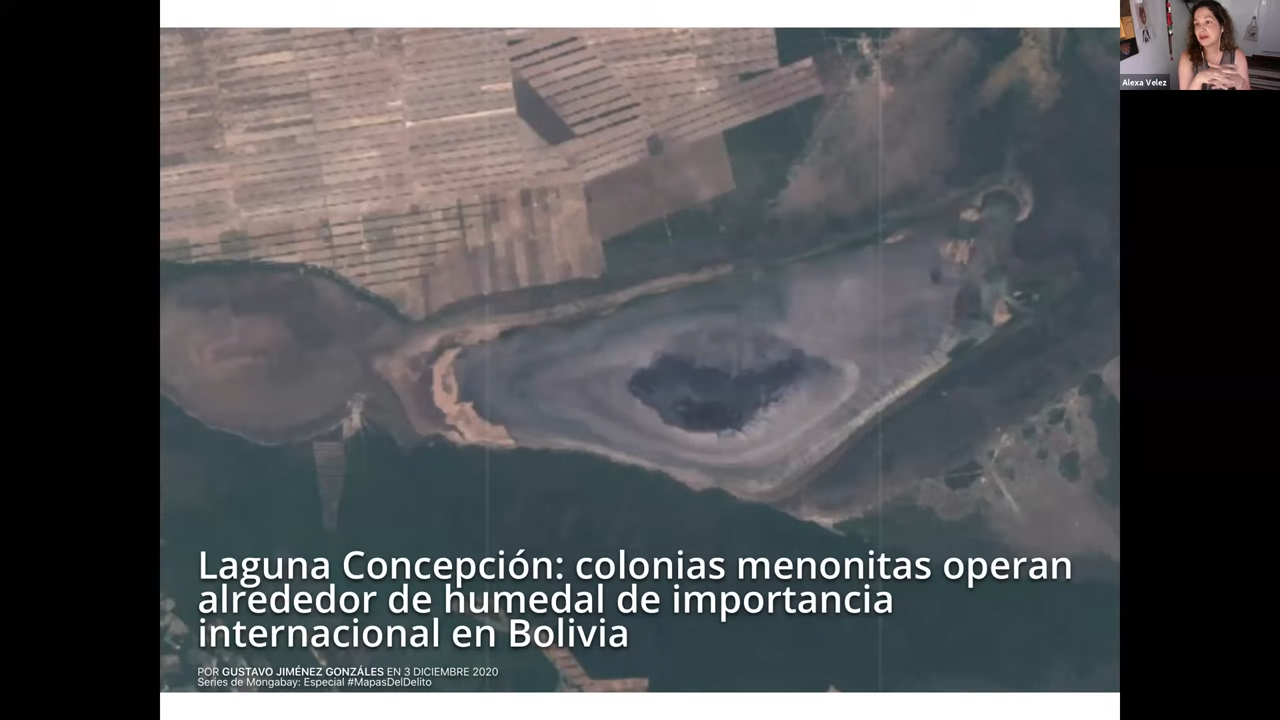 Alexa Velez
Laguna Concepción: colonias menonitas operan
alrededor de humedal de importancia
internacional en Bolivia
POR GUSTAVO JIMÉNEZ GONZÁLES EN 3 DICIEMBRE 2020
Series de Mongabay: Especial #MapasDelDelito